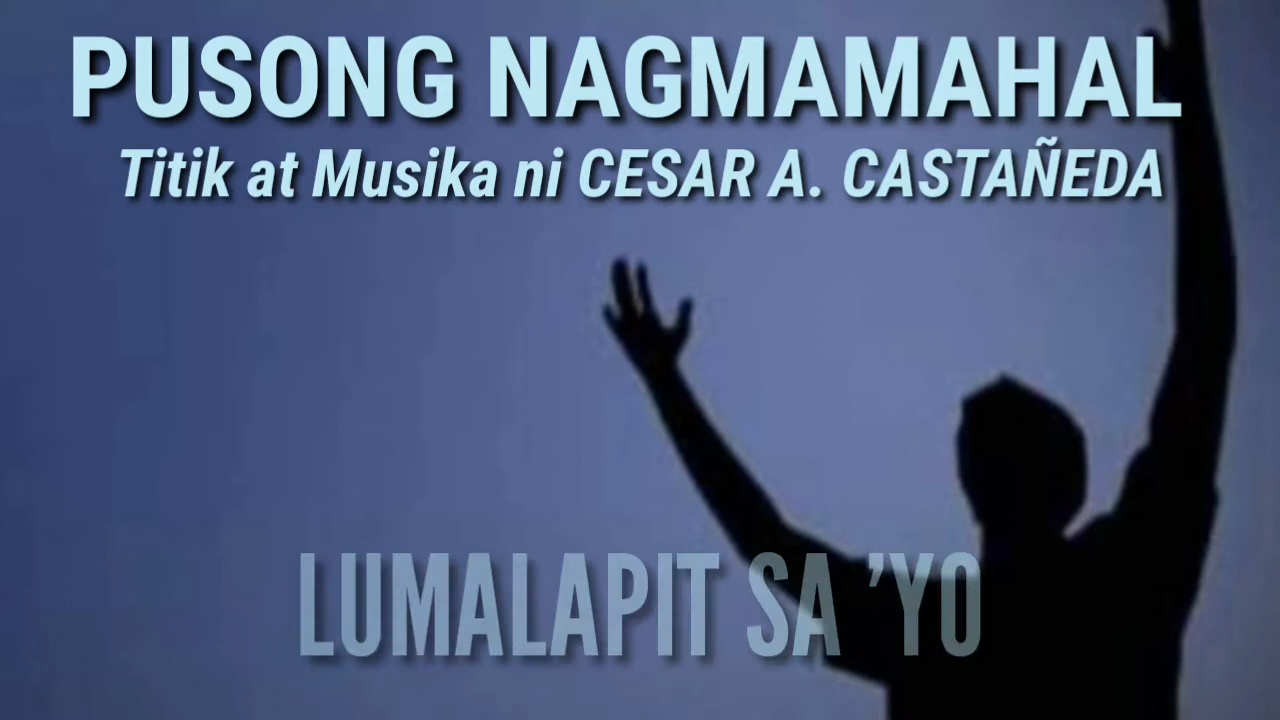 PUSONG NAGMAMAHAL
Titik at Musika ni CESAR A. CASTAÑEDA
LUMALAPIT SA 'YO